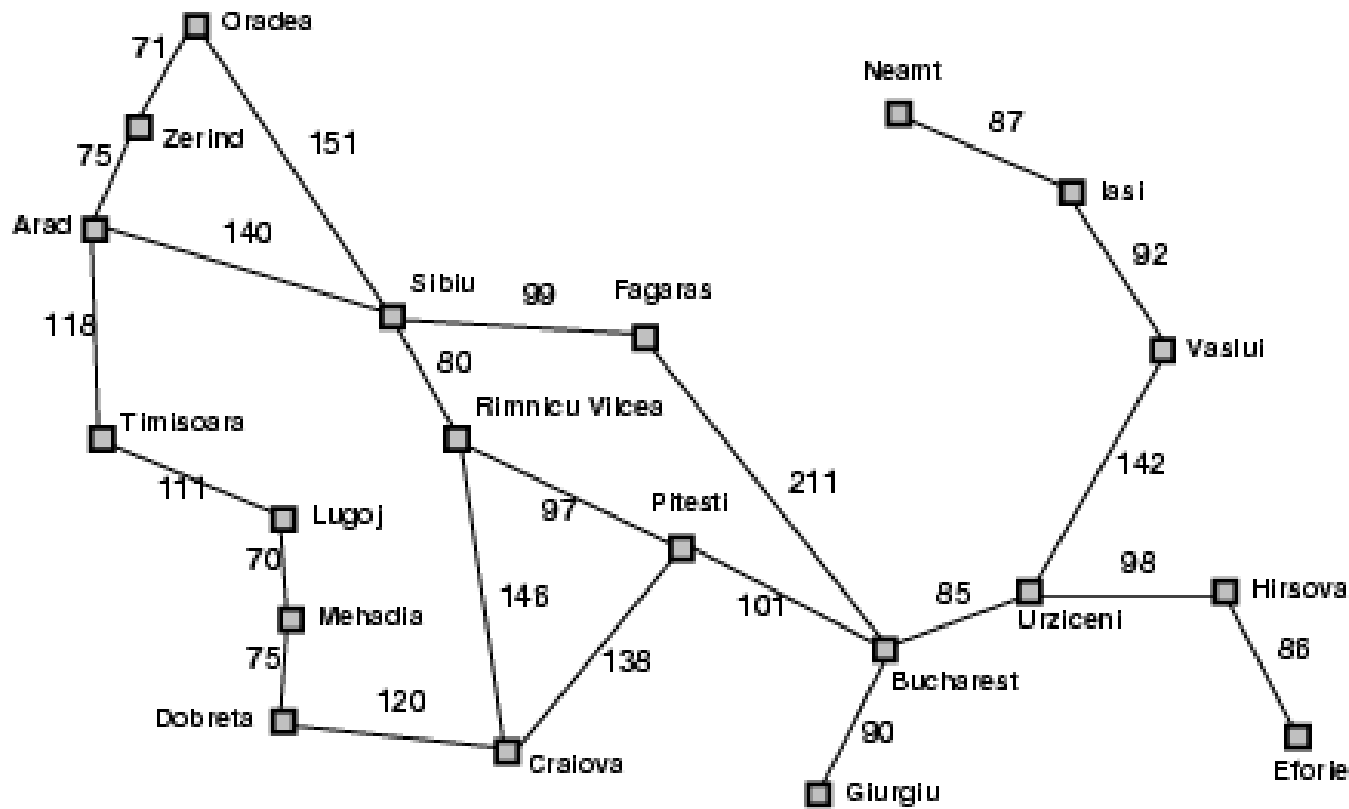 Oradea
71
Neamt
87
Zerind
151
75
Iasi
Arad
140
92
Sibiu
99
Fagaras
118
80
Vaslui
Timisoara
Rimnicu Vilcea
142
211
111
97
Pitesti
Lugoj
70
98
146
101
85
Hirsova
Mehadia
Urziceni
86
75
138
Bucharest
120
Dobreta
90
Craiova
Eforie
Giurgiu